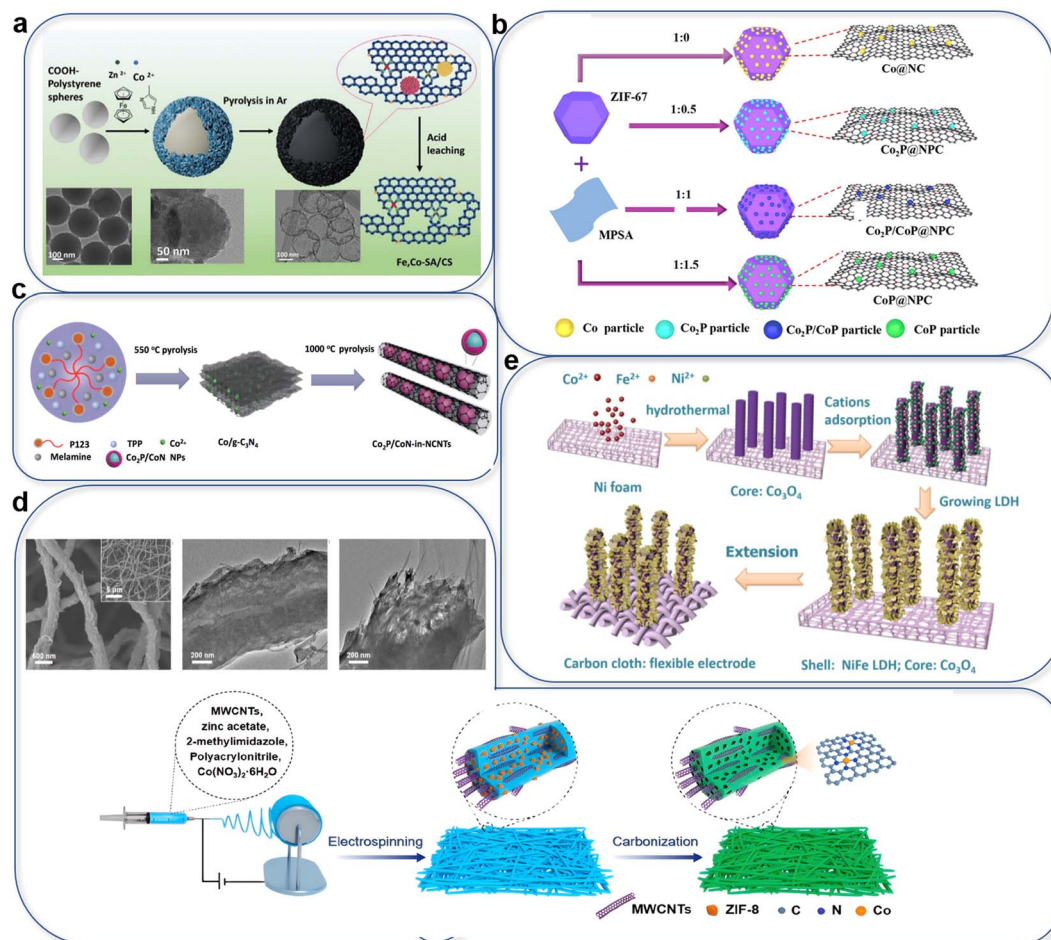 a
COOH-
Polystyrene
spheres
Zn 2+ Co 2+
Fe
Pyrolysis in Ar
Acid
leaching
100 nm
50 nm
100 nm
Fe,Co-SA/CS
b
1:0
Co@NC
ZIF-67
1:0.5
Co₂P@NPC
+
1:1
MPSA
Co₂P/CoP@NPC
1:1.5
CoP@NPC
Co particle
Co₂P particle
Co₂P/CoP particle
CoP particle
c
550 °C pyrolysis
1000 °C pyrolysis
Co/g-C₃N₄
Co₂P/CoN-in-NCNTs
P123
TPP
Co²⁺
Melamine
Co₂P/CoN NPs
d
5 μm
500 nm
200 nm
200 nm
MWCNTs,
zinc acetate,
2-methylimidazole,
Polyacrylonitrile,
Co(NO₃)₂·6H₂O
Electrospinning
Carbonization
MWCNTs
ZIF-8
C
N
Co
e
Co²⁺ Fe²⁺ Ni²⁺
hydrothermal
Cations
adsorption
Ni foam
Core: Co₃O₄
Growing LDH
Extension
Carbon cloth: flexible electrode
Shell: NiFe LDH; Core: Co₃O₄